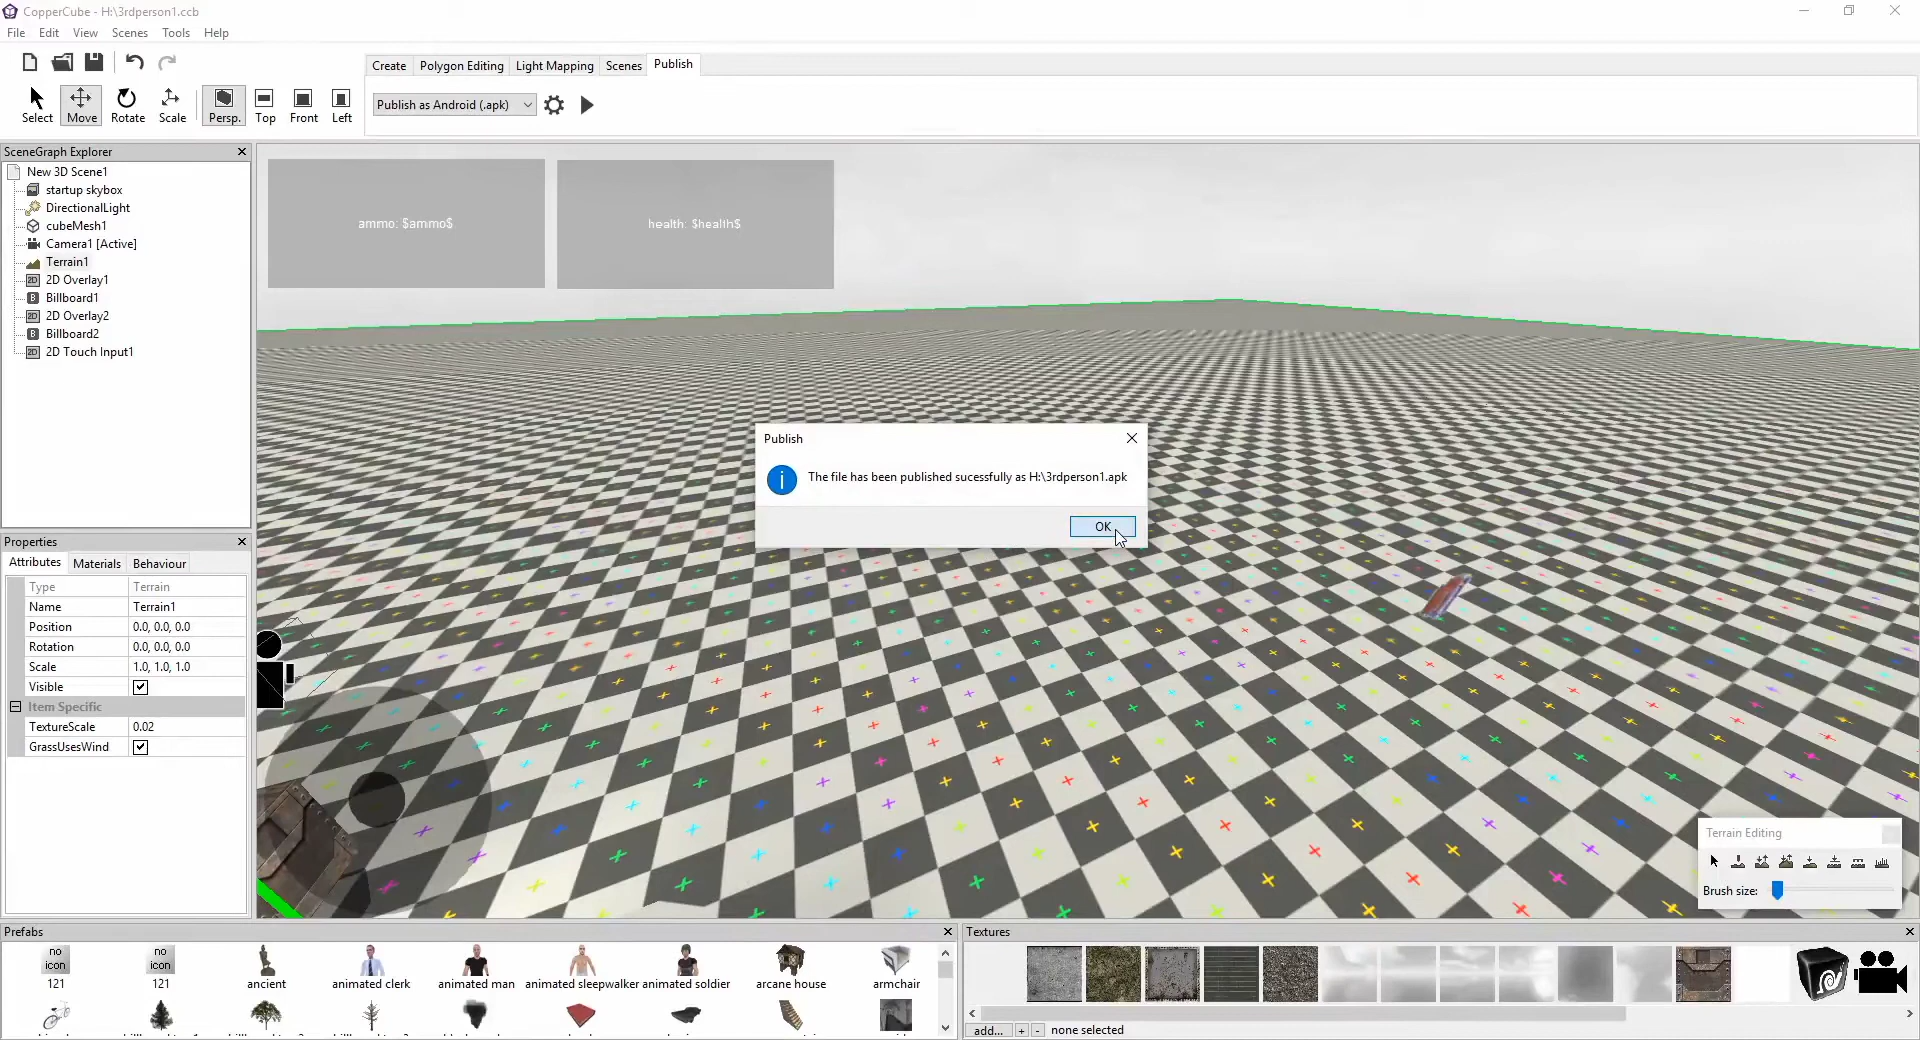 CopperCube - H:\3rdperson1.ccb
File Edit View Scenes Tools Help
Create Polygon Editing Light Mapping Scenes Publish
Publish as Android (.apk)
Select Move Rotate Scale Persp. Top Front Left
SceneGraph Explorer
New 3D Scene1
startup skybox
DirectionalLight
cubeMesh1
Camera1 [Active]
Terrain1
2D Overlay1
Billboard1
2D Overlay2
Billboard2
2D Touch Input1
ammo: $ammo$
health: $health$
Publish
The file has been published sucessfully as H:\3rdperson1.apk
OK
Properties
Attributes Materials Behaviour
Type Terrain
Name Terrain1
Position 0.0, 0.0, 0.0
Rotation 0.0, 0.0, 0.0
Scale 1.0, 1.0, 1.0
Visible
Item Specific
TextureScale 0.02
GrassUsesWind
Terrain Editing
Brush size:
Prefabs
no icon no icon
121 121 ancient animated clerk animated man animated sleepwalker animated soldier arcane house armchair
Textures
add... + - none selected